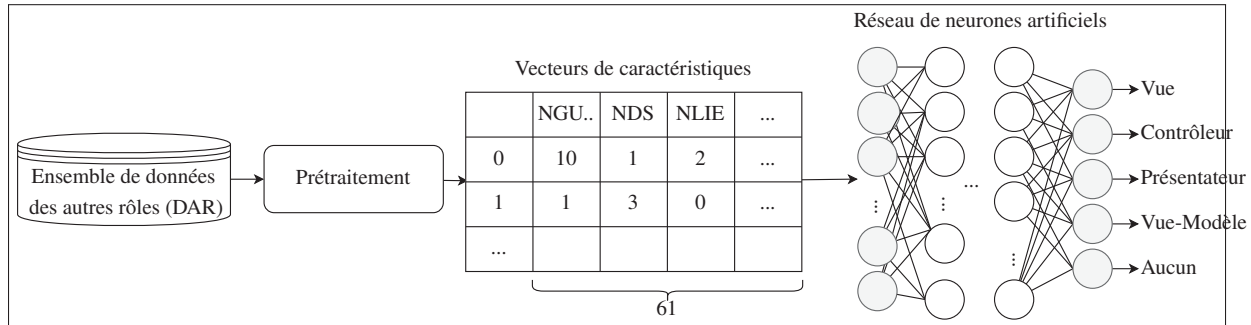 Réseau de neurones artificiels
Vecteurs de caractéristiques
NGU.. NDS NLIE ...
0 10 1 2 ...
1 1 3 0 ...
...
61
Ensemble de données
des autres rôles (DAR)
Prétraitement
...
...
...
...
Vue
Contrôleur
Présentateur
Vue-Modèle
Aucun